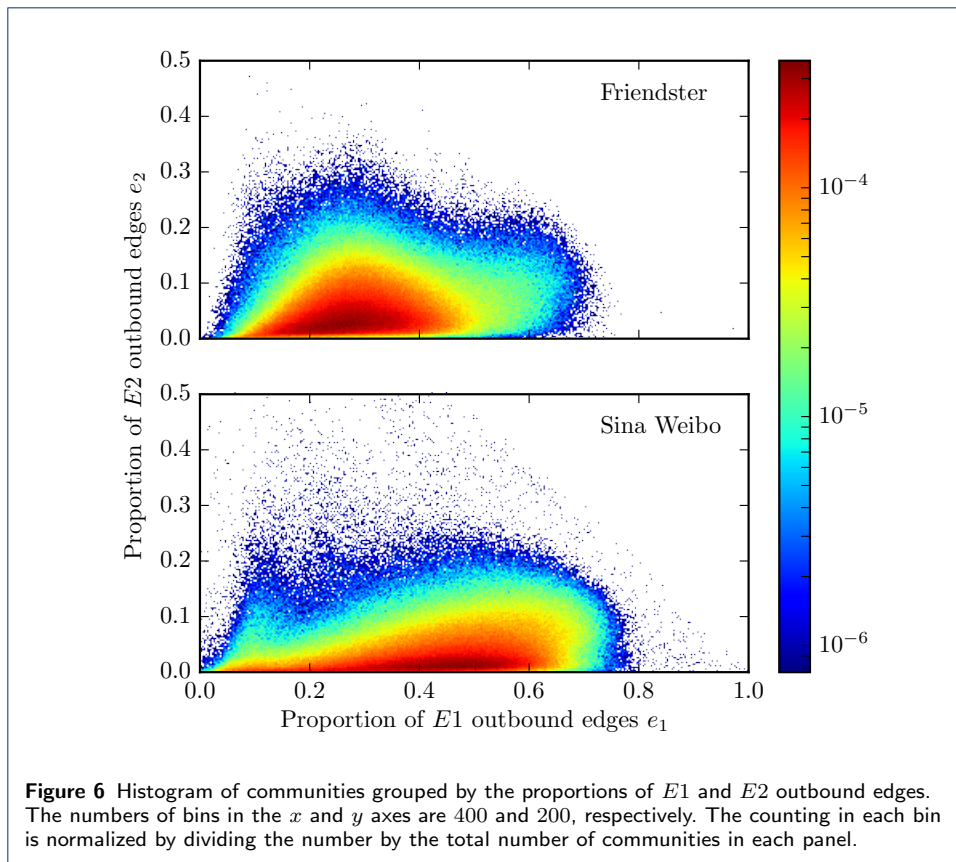 0.5
0.4
0.3
0.2
0.1
0.0
Friendster
0.5
0.4
0.3
0.2
0.1
0.0
Sina Weibo
0.0 0.2 0.4 0.6 0.8 1.0
Proportion of E1 outbound edges e₁
Proportion of E2 outbound edges e₂
10⁻⁴
10⁻⁵
10⁻⁶
Figure 6 Histogram of communities grouped by the proportions of E1 and E2 outbound edges.
The numbers of bins in the x and y axes are 400 and 200, respectively. The counting in each bin
is normalized by dividing the number by the total number of communities in each panel.